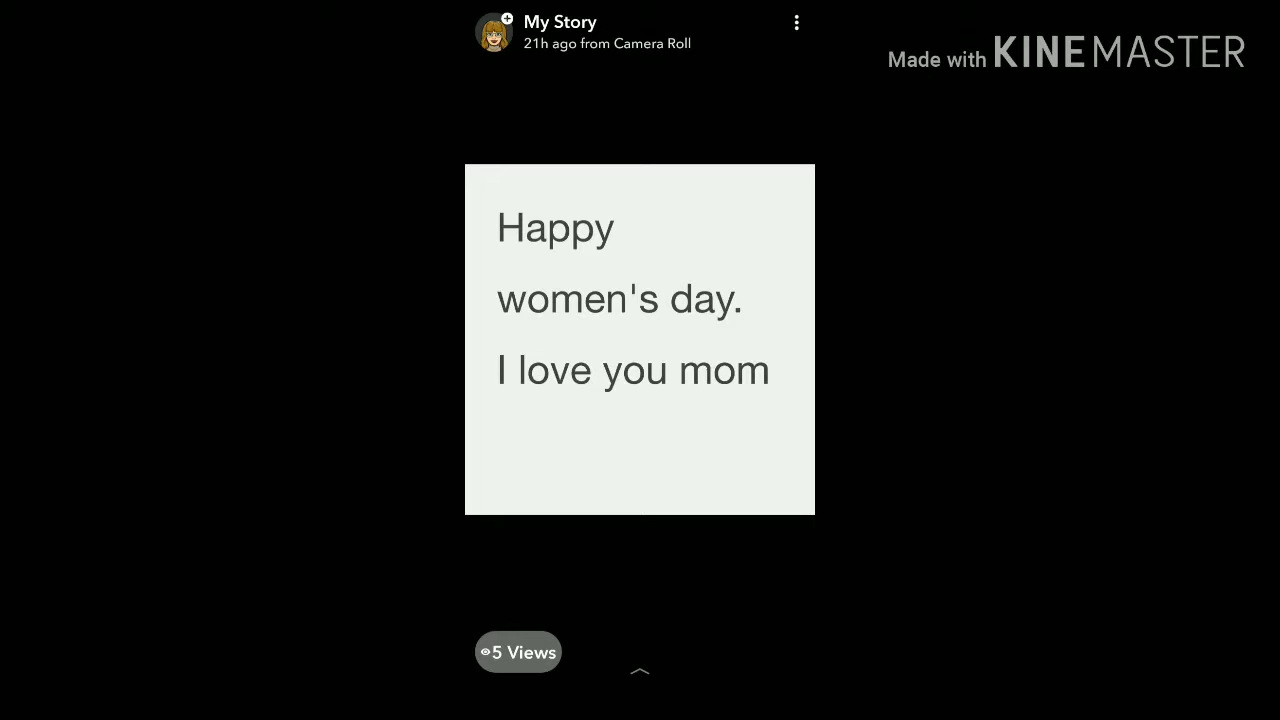 My Story
21h ago from Camera Roll
Made with KINEMASTER
Happy
women's day.
I love you mom
5 Views